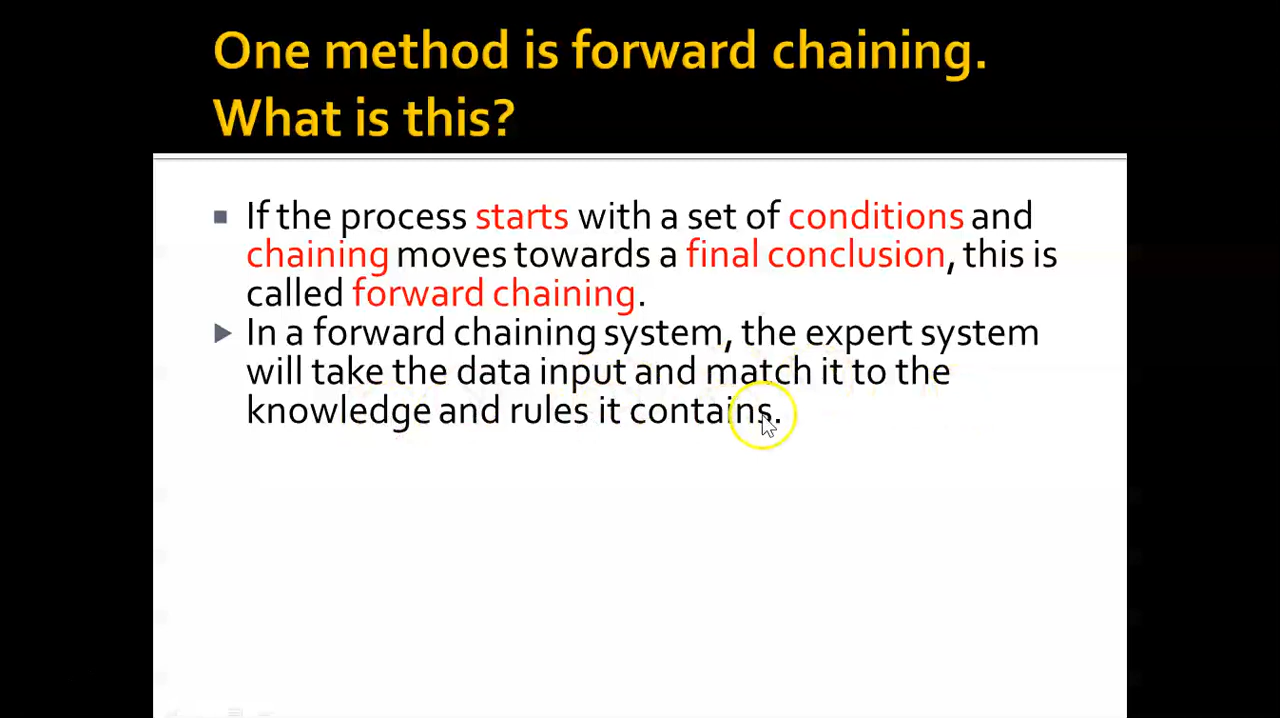 One method is forward chaining.
What is this?
If the process starts with a set of conditions and
chaining moves towards a final conclusion, this is
called forward chaining.
In a forward chaining system, the expert system
will take the data input and match it to the
knowledge and rules it contains.